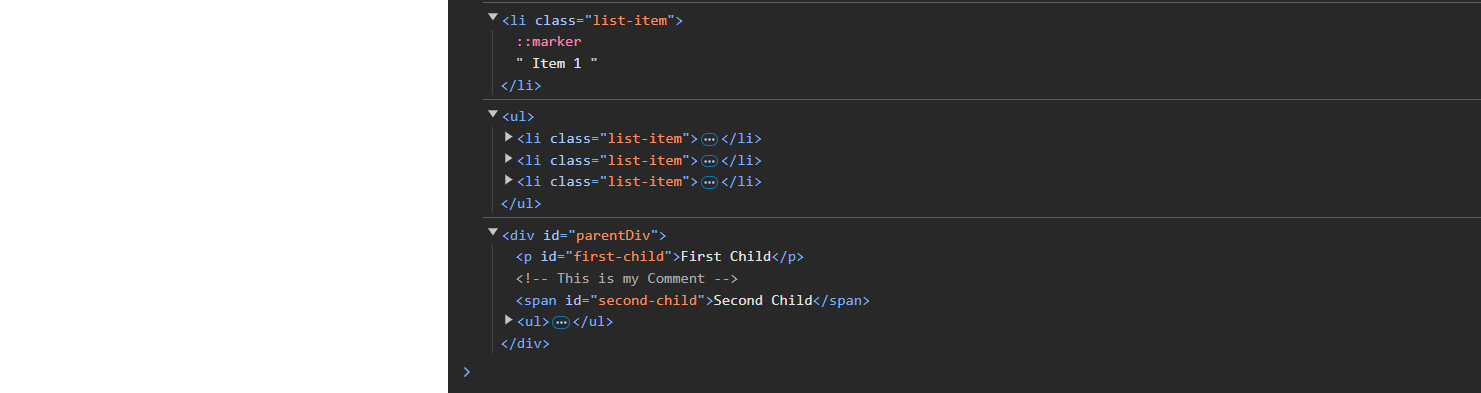 <li class="list-item">
::marker
" Item 1 "
</li>
<ul>
<li class="list-item">…</li>
<li class="list-item">…</li>
<li class="list-item">…</li>
</ul>
<div id="parentDiv">
<p id="first-child">First Child</p>
<!-- This is my Comment -->
<span id="second-child">Second Child</span>
<ul>…</ul>
</div>